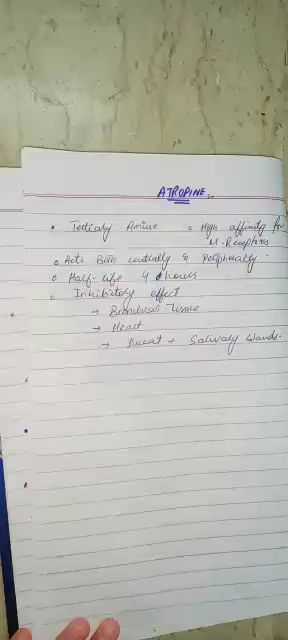 ATROPINE :-
• Tertiary Amine  o High affinity for
M. Receptors
o Acts Both centrally & Peripherally.
o Half-life 4 hours.
o Inhibitory effect
→ Bronchial Tissue
→ Heart
→ Sweat + Salivary Glands.